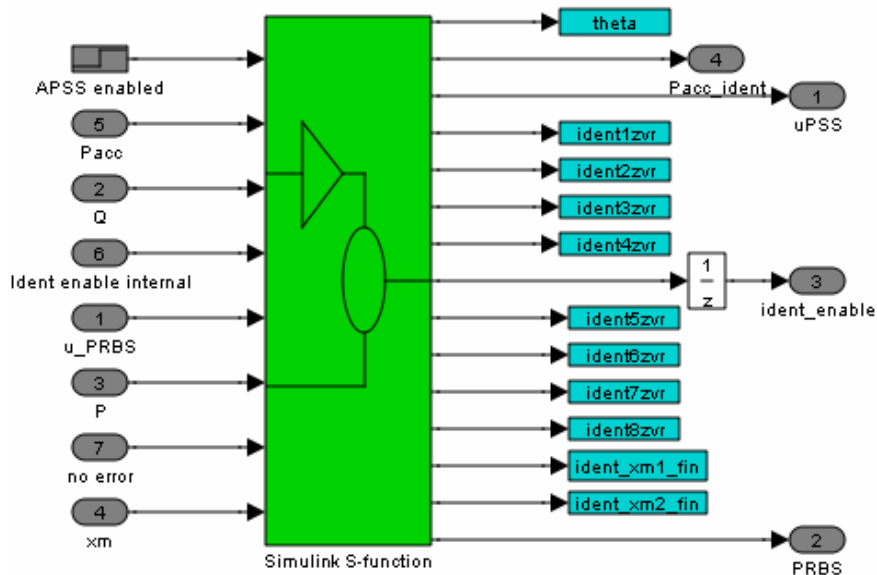 theta
APSS enabled
4
Pacc_ident
1
uPSS
5
Pacc
ident1zvr
2
Q
ident2zvr
ident3zvr
6
Ident enable internal
ident4zvr
1
z
3
ident_enable
1
u_PRBS
ident5zvr
ident6zvr
3
P
ident7zvr
7
no error
ident8zvr
ident_xm1_fin
4
xm
ident_xm2_fin
2
PRBS
Simulink S-function